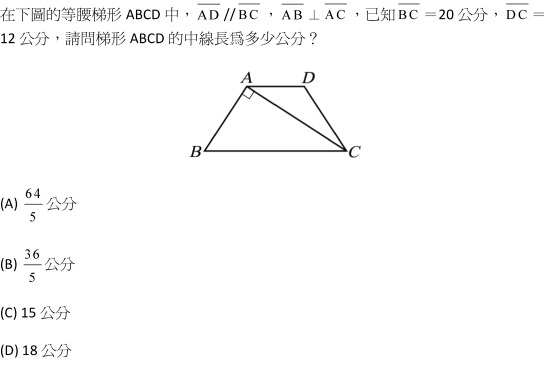 在下圖的等腰梯形 ABCD 中，AD // BC ， AB ⊥ AC ，已知 BC ＝20 公分， DC ＝
12 公分，請問梯形 ABCD 的中線長爲多少公分？
A D
B C
(A) 64/5 公分
(B) 36/5 公分
(C) 15 公分
(D) 18 公分